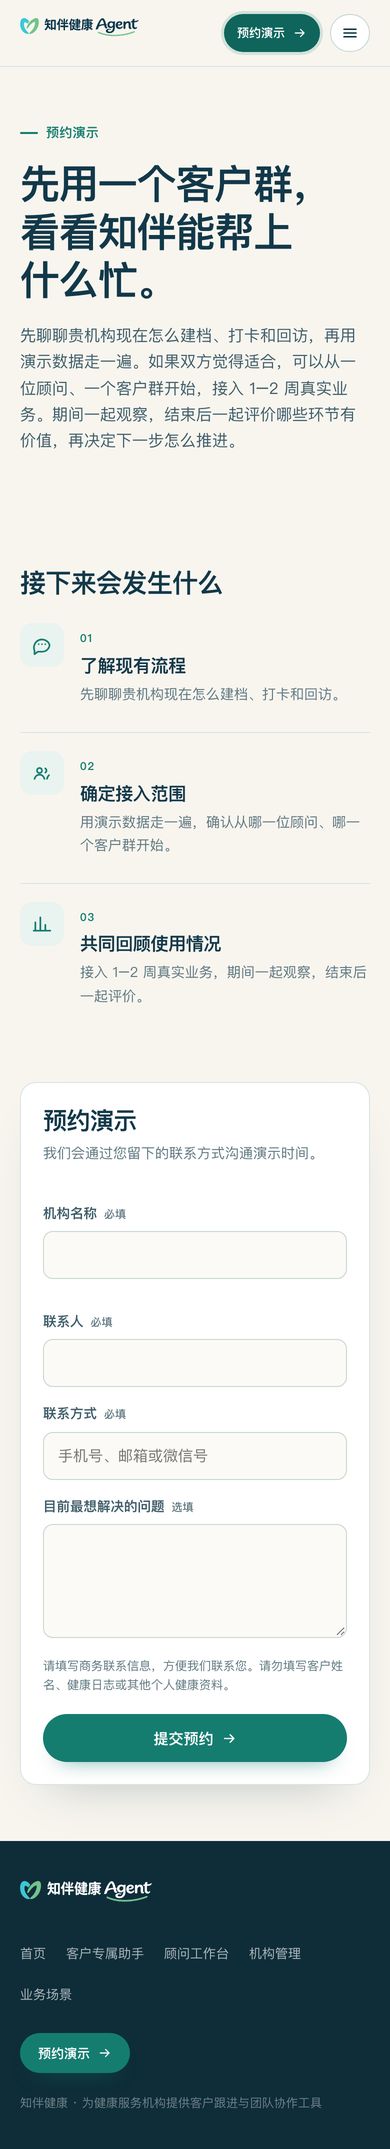 知伴健康 Agent
预约演示 →
预约演示
先用一个客户群，
看看知伴能帮上
什么忙。
先聊聊贵机构现在怎么建档、打卡和回访，再用
演示数据走一遍。如果双方觉得适合，可以从一
位顾问、一个客户群开始，接入 1—2 周真实业
务。期间一起观察，结束后一起评价哪些环节有
价值，再决定下一步怎么推进。
接下来会发生什么
01
了解现有流程
先聊聊贵机构现在怎么建档、打卡和回访。
02
确定接入范围
用演示数据走一遍，确认从哪一位顾问、哪一
个客户群开始。
03
共同回顾使用情况
接入 1—2 周真实业务，期间一起观察，结束后
一起评价。
预约演示
我们会通过您留下的联系方式沟通演示时间。
机构名称 必填
联系人 必填
联系方式 必填
手机号、邮箱或微信号
目前最想解决的问题 选填
请填写商务联系信息，方便我们联系您。请勿填写客户姓
名、健康日志或其他个人健康资料。
提交预约 →
知伴健康 Agent
首页 客户专属助手 顾问工作台 机构管理
业务场景
预约演示 →
知伴健康 · 为健康服务机构提供客户跟进与团队协作工具